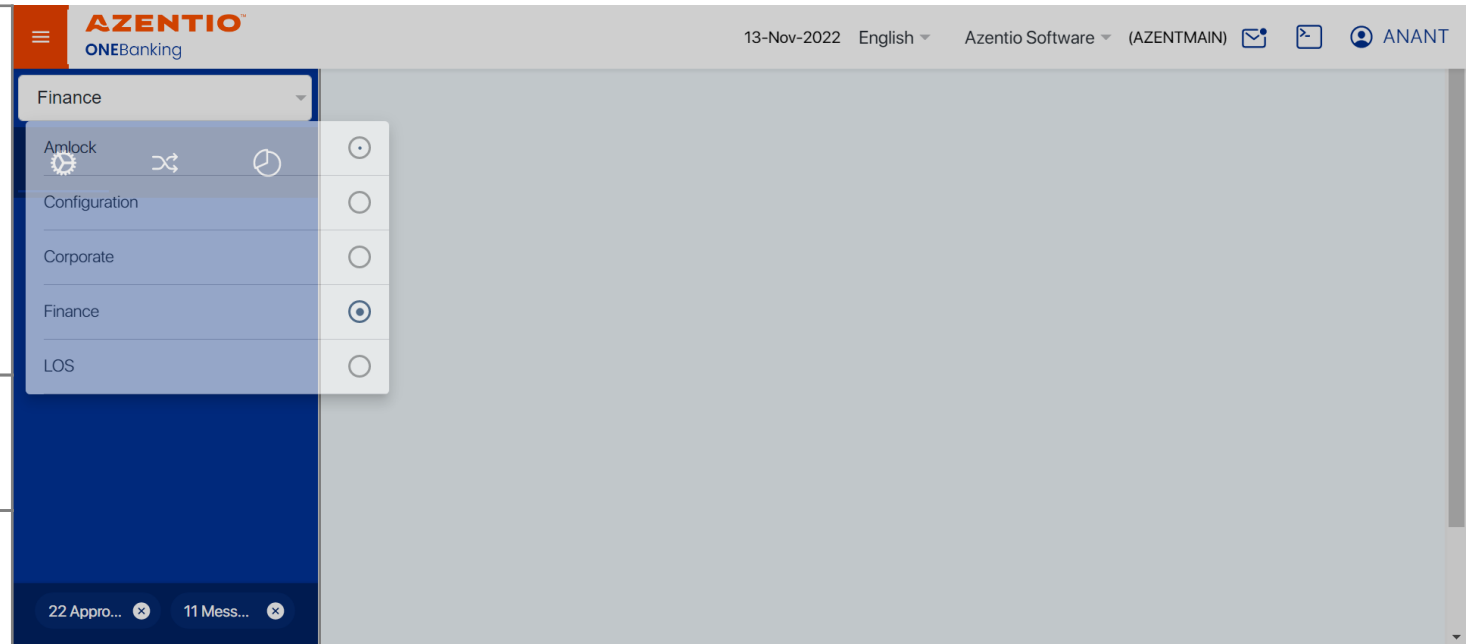 AZENTIO™
ONEBanking
13-Nov-2022 English Azentio Software (AZENTMAIN) ANANT
Finance
Amlock
Configuration
Corporate
Finance
LOS
22 Appro... 11 Mess...